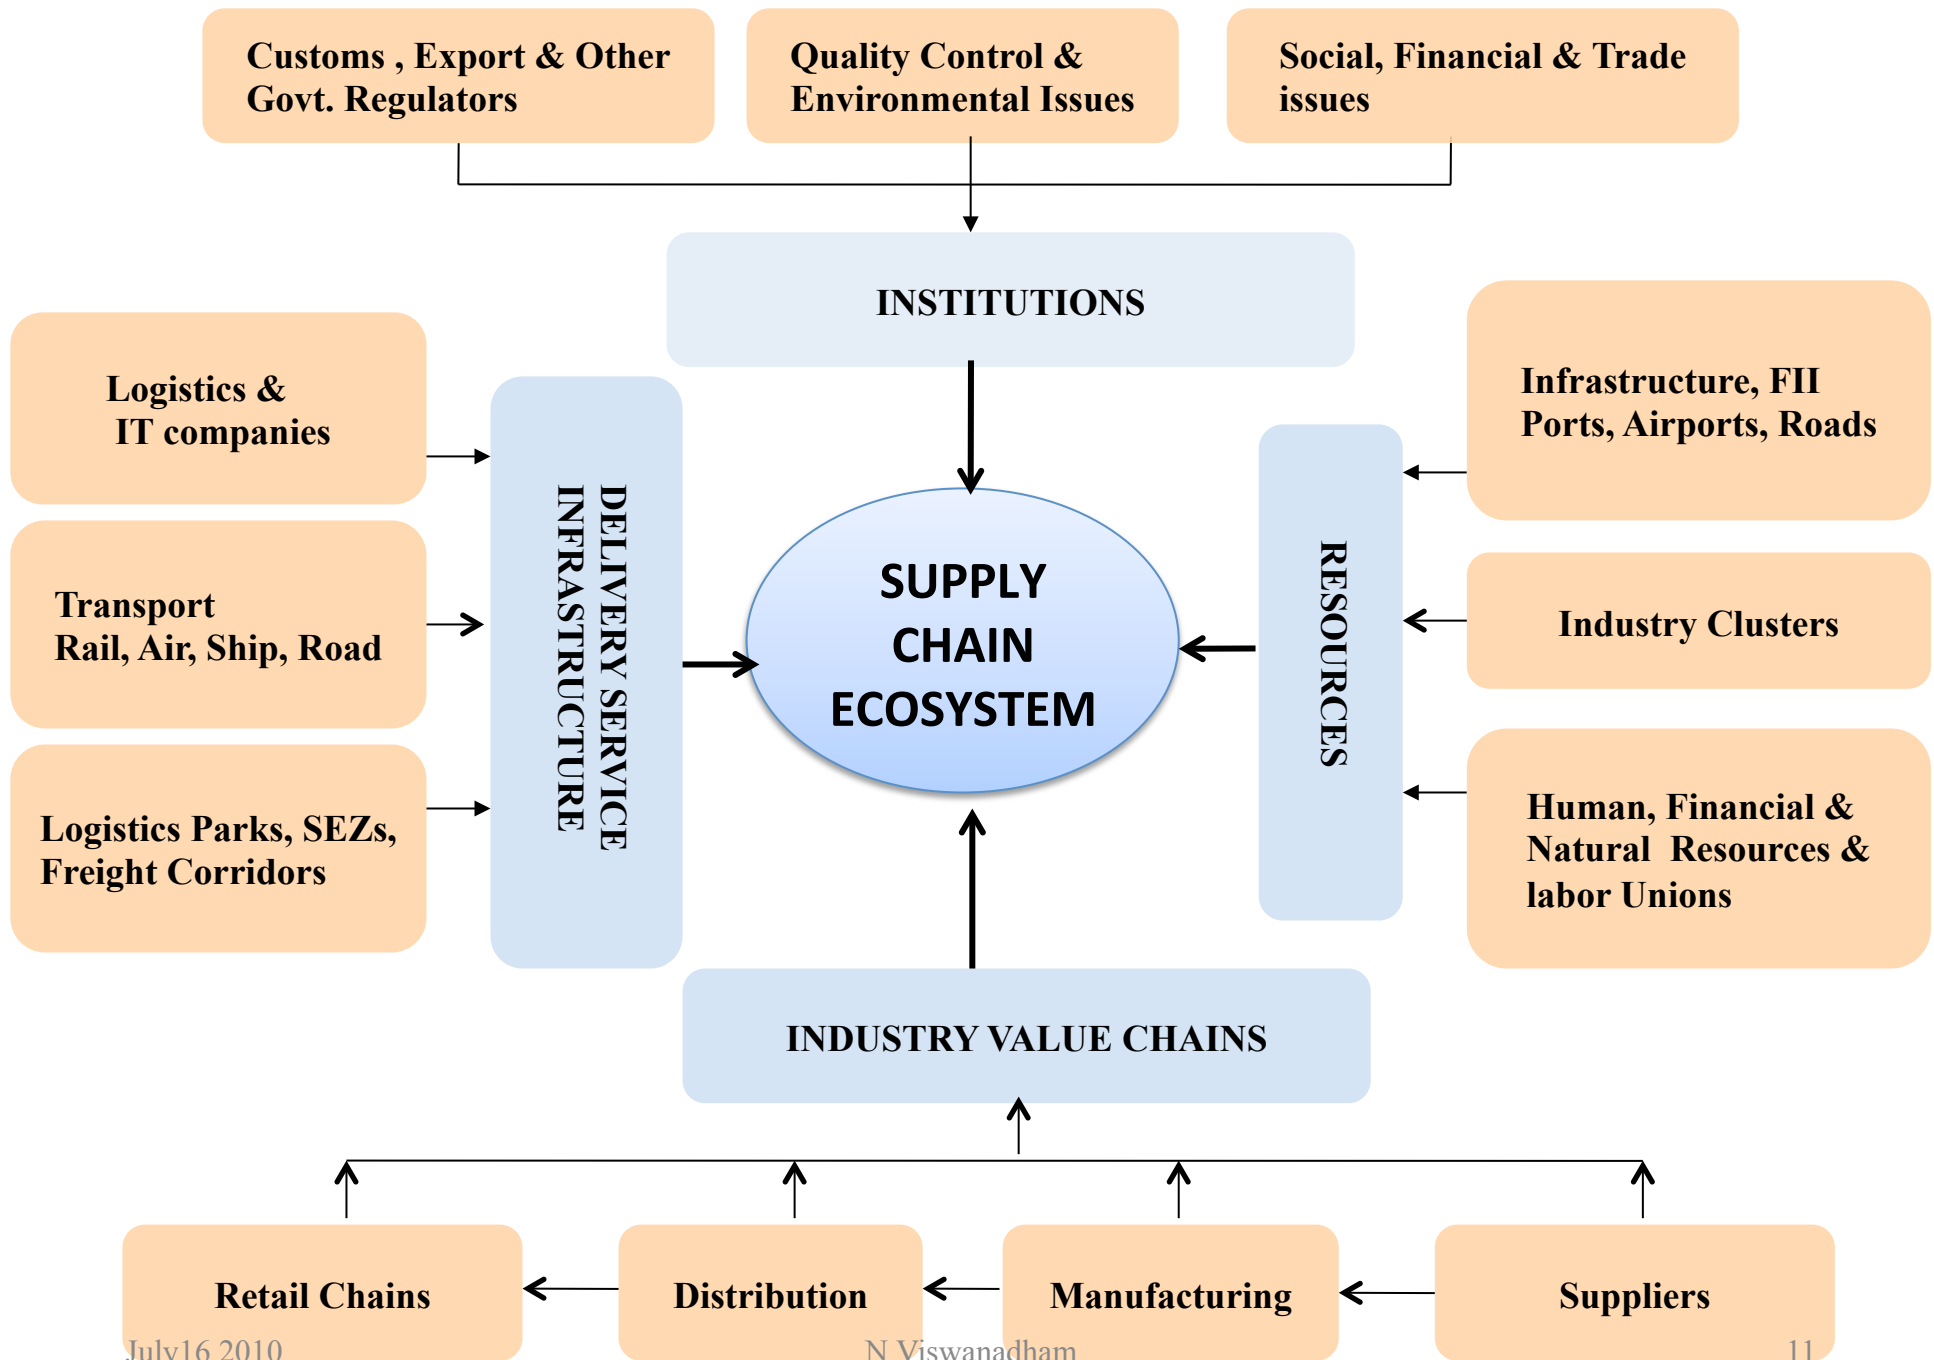 Customs , Export & Other
Govt. Regulators
Quality Control &
Environmental Issues
Social, Financial & Trade
issues
INSTITUTIONS
Logistics &
IT companies
Transport
Rail, Air, Ship, Road
Logistics Parks, SEZs,
Freight Corridors
DELIVERY SERVICE
INFRASTRUCTURE
SUPPLY
CHAIN
ECOSYSTEM
RESOURCES
Infrastructure, FII
Ports, Airports, Roads
Industry Clusters
Human, Financial &
Natural Resources &
labor Unions
INDUSTRY VALUE CHAINS
Retail Chains
Distribution
Manufacturing
Suppliers
July16 2010
N Viswanadham
11